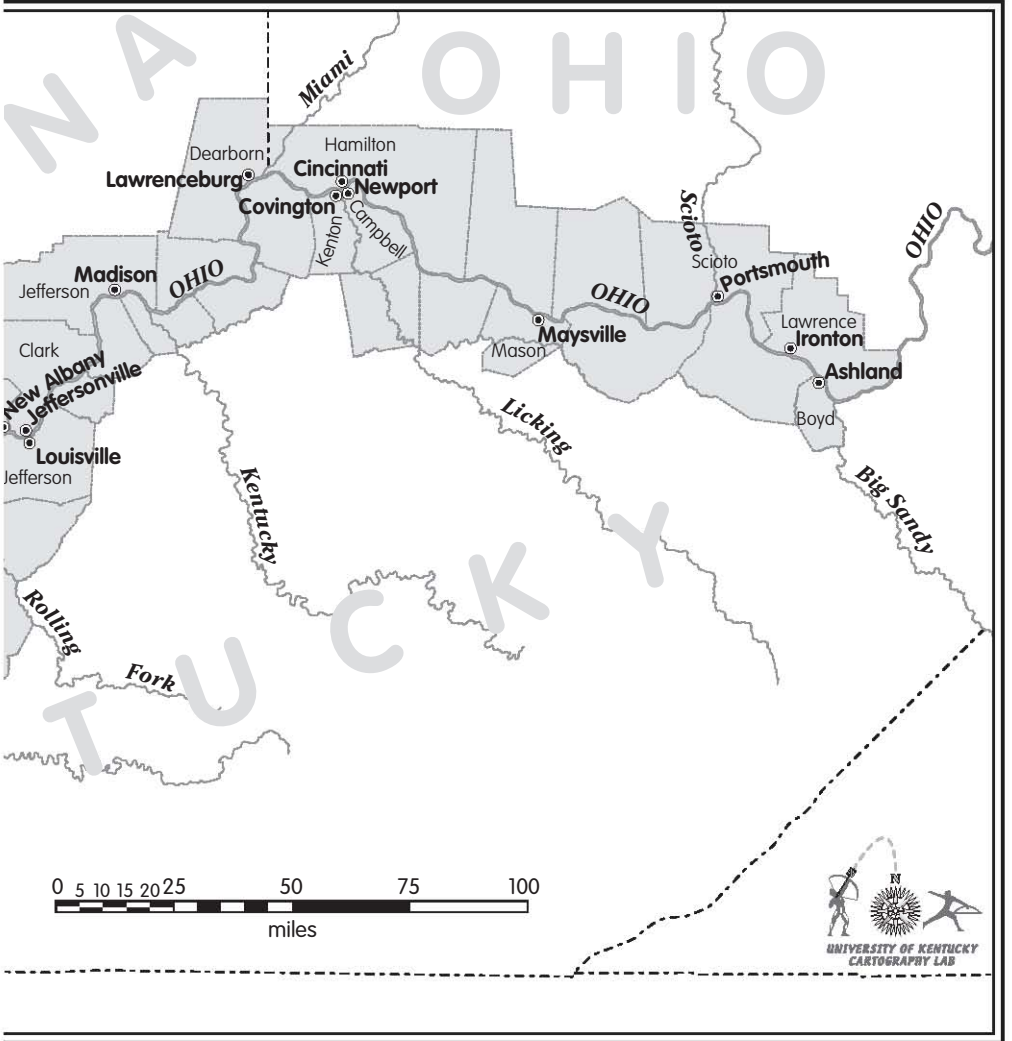 NA
OHIO
Miami
Hamilton
Dearborn
Cincinnati
Lawrenceburg
Newport
Covington
Kenton
Campbell
Scioto
OHIO
Scioto
Madison
OHIO
Portsmouth
Jefferson
OHIO
Lawrence
Maysville
Ironton
Clark
Mason
New Albany
Ashland
Jeffersonville
Licking
Boyd
Louisville
Jefferson
Kentucky
Big Sandy
TUCKY
Rolling
Fork
0 5 10 15 20 25 50 75 100
miles
N
UNIVERSITY OF KENTUCKY
CARTOGRAPHY LAB